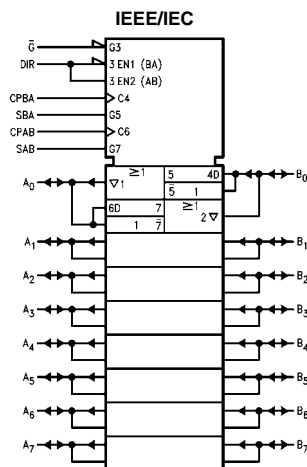 IEEE/IEC
G̅ G3
DIR 3 EN1 (BA)
3 EN2 (AB)
CPBA C4
SBA G5
CPAB C6
SAB G7
A0 ▽1 ≥1 5 4D B0
5̅ 1
6D 7 ≥1
1 7̅ 2▽
A1 B1
A2 B2
A3 B3
A4 B4
A5 B5
A6 B6
A7 B7